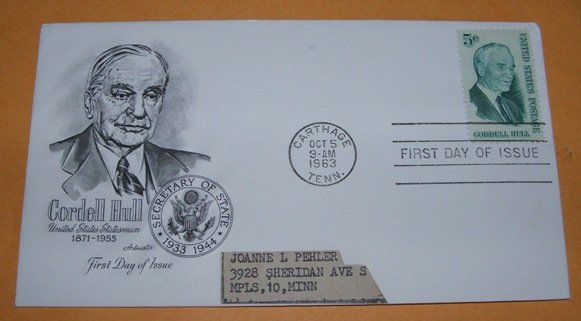 Cordell Hull
United States Statesman
1871-1955
Artmaster
First Day of Issue
SECRETARY OF STATE
1933 1944
CARTHAGE
OCT 5
9-AM
1963
TENN.
5¢
UNITED STATES POSTAGE
CORDELL HULL
FIRST DAY OF ISSUE
JOANNE L PEHLER
3928 SHERIDAN AVE S
MPLS,10,MINN